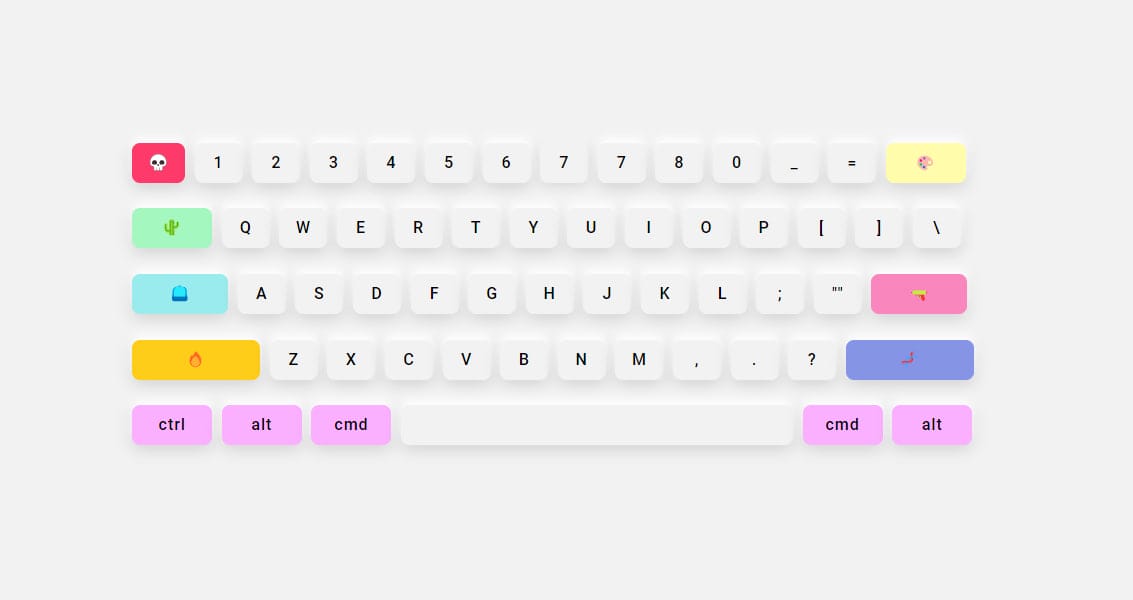 1 2 3 4 5 6 7 7 8 0 _ =
Q W E R T Y U I O P [ ] \
A S D F G H J K L ; ""
Z X C V B N M , . ?
ctrl alt cmd cmd alt